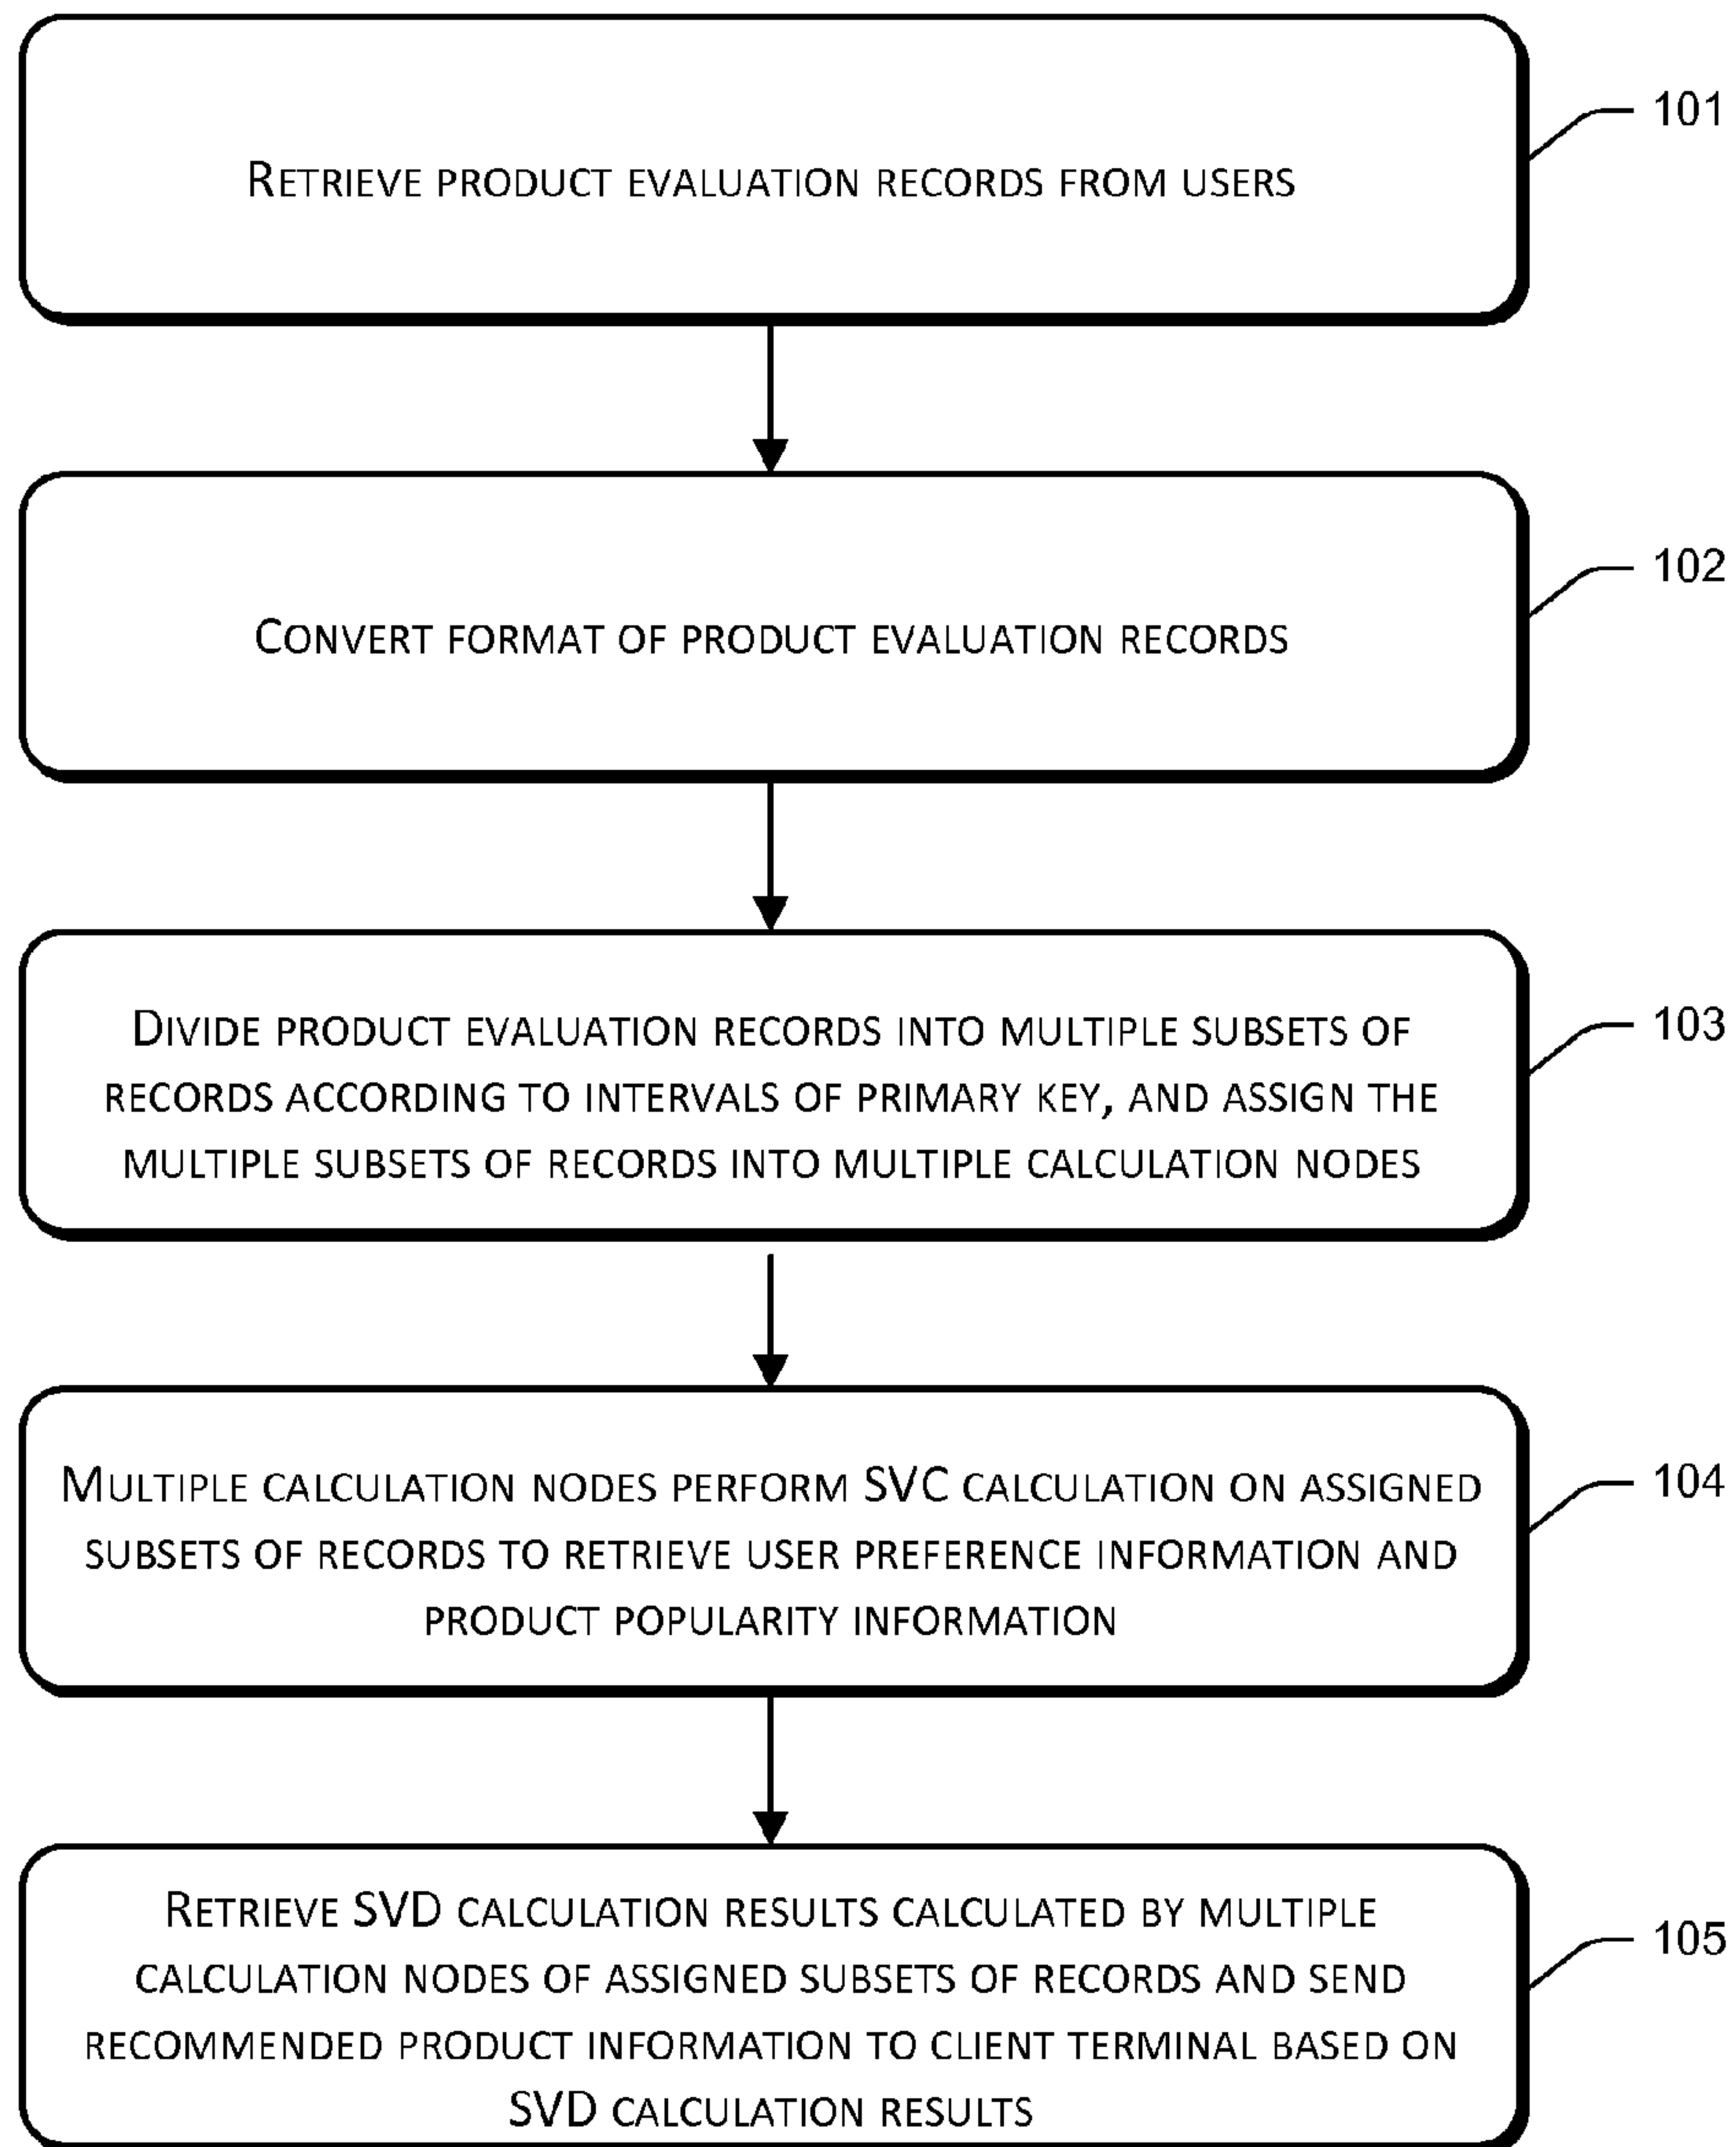 RETRIEVE PRODUCT EVALUATION RECORDS FROM USERS
101
CONVERT FORMAT OF PRODUCT EVALUATION RECORDS
102
DIVIDE PRODUCT EVALUATION RECORDS INTO MULTIPLE SUBSETS OF
RECORDS ACCORDING TO INTERVALS OF PRIMARY KEY, AND ASSIGN THE
MULTIPLE SUBSETS OF RECORDS INTO MULTIPLE CALCULATION NODES
103
MULTIPLE CALCULATION NODES PERFORM SVC CALCULATION ON ASSIGNED
SUBSETS OF RECORDS TO RETRIEVE USER PREFERENCE INFORMATION AND
PRODUCT POPULARITY INFORMATION
104
RETRIEVE SVD CALCULATION RESULTS CALCULATED BY MULTIPLE
CALCULATION NODES OF ASSIGNED SUBSETS OF RECORDS AND SEND
RECOMMENDED PRODUCT INFORMATION TO CLIENT TERMINAL BASED ON
SVD CALCULATION RESULTS
105